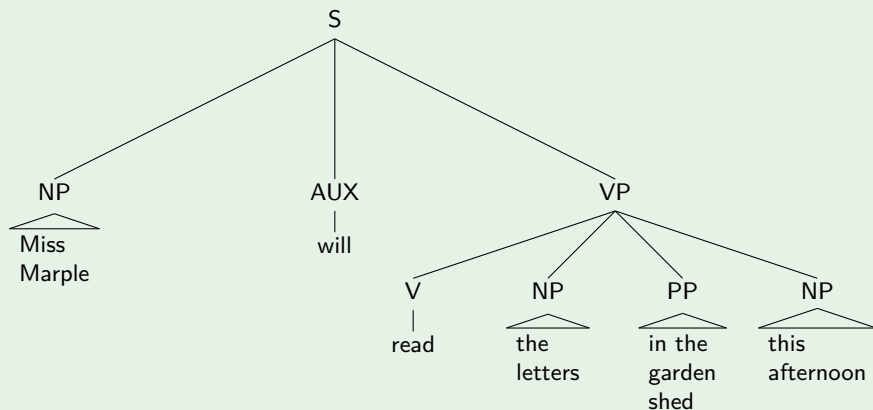 S
NP AUX VP
Miss
Marple
will
V NP PP NP
read
the
letters
in the
garden
shed
this
afternoon